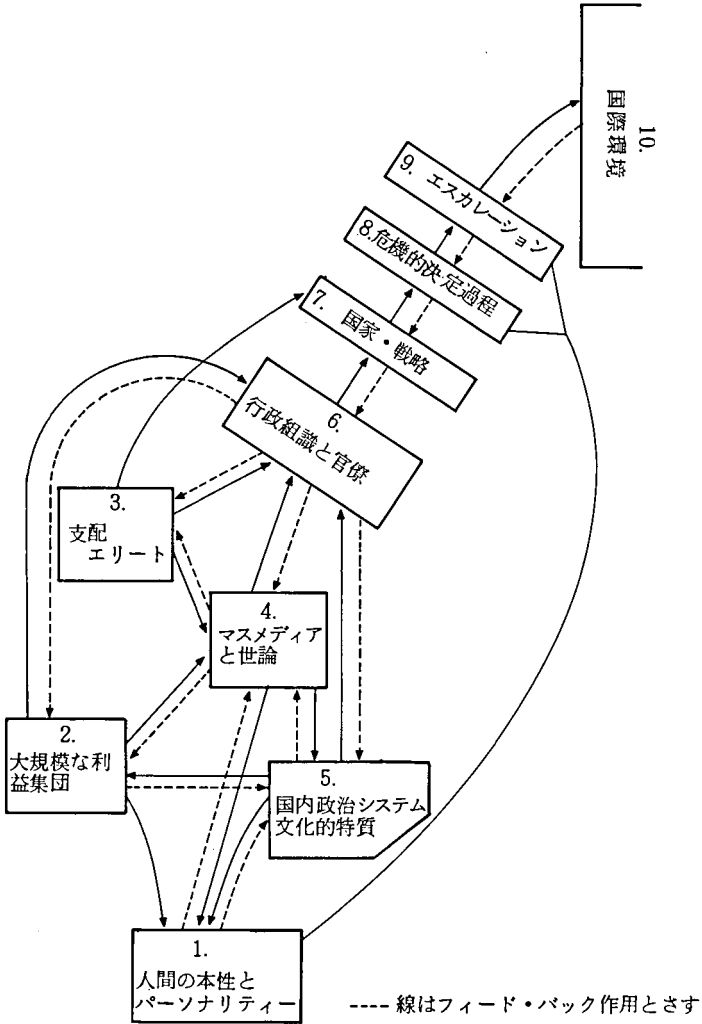 10.
国際環境
9. エスカレーション
8.危機的決定過程
7. 国家・戦略
6.
行政組識と官僚
3.
支配
エリート
4.
マスメディア
と世論
2.
大規模な利
益集団
5.
国内政治システム
文化的特質
1.
人間の本性と
パーソナリティー
---- 線はフィード・バック作用とさす